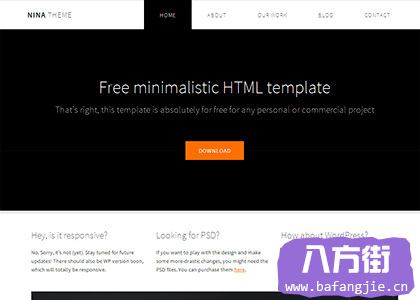 NINA THEME
HOME ABOUT OUR WORK BLOG CONTACT
Free minimalistic HTML template
That's right, this template is absolutely for free for any personal or commercial project
DOWNLOAD
Hey, is it responsive?
No. Sorry, it's not (yet). Stay tuned for future
updates! There should also be WP version soon,
which will totally be responsive.
Looking for PSD?
If you want to play with the design and make
some more drastic changes, you might need the
PSD files. You can purchase them here.
How about WordPress?
八方街
www.bafangjie.cn